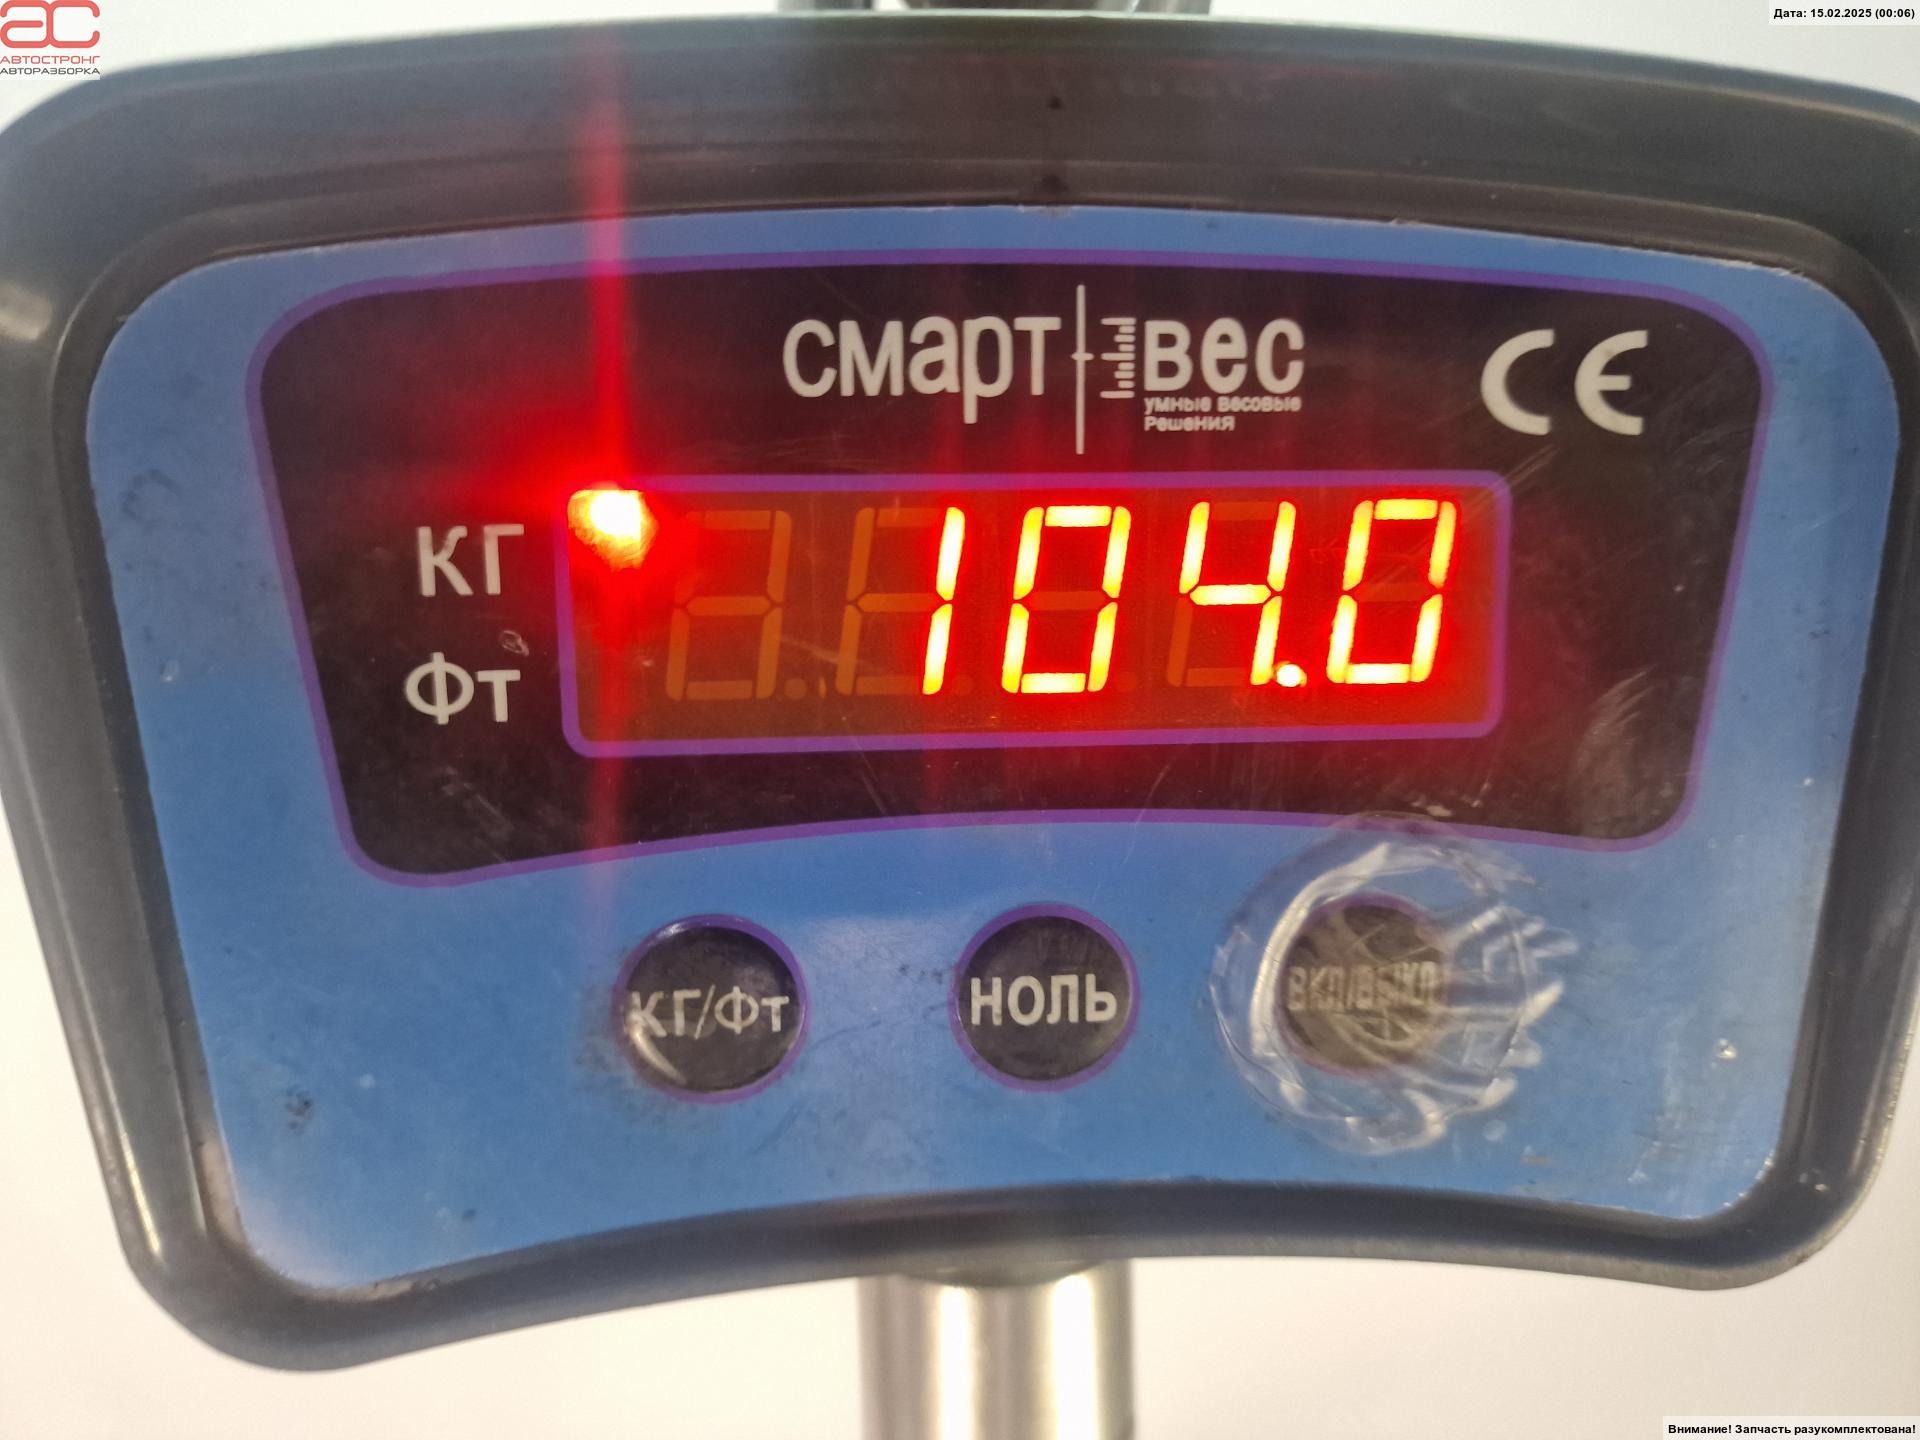 ас
АВТОСТРОНГ
АВТОРАЗБОРКА
Дата: 15.02.2025 (00:06)
смарт вес
умные весовые
решения
CE
КГ
104.0
ФТ
КГ/ФТ
НОЛЬ
ВКЛ/ВЫКЛ
Внимание! Запчасть разукомплектована!